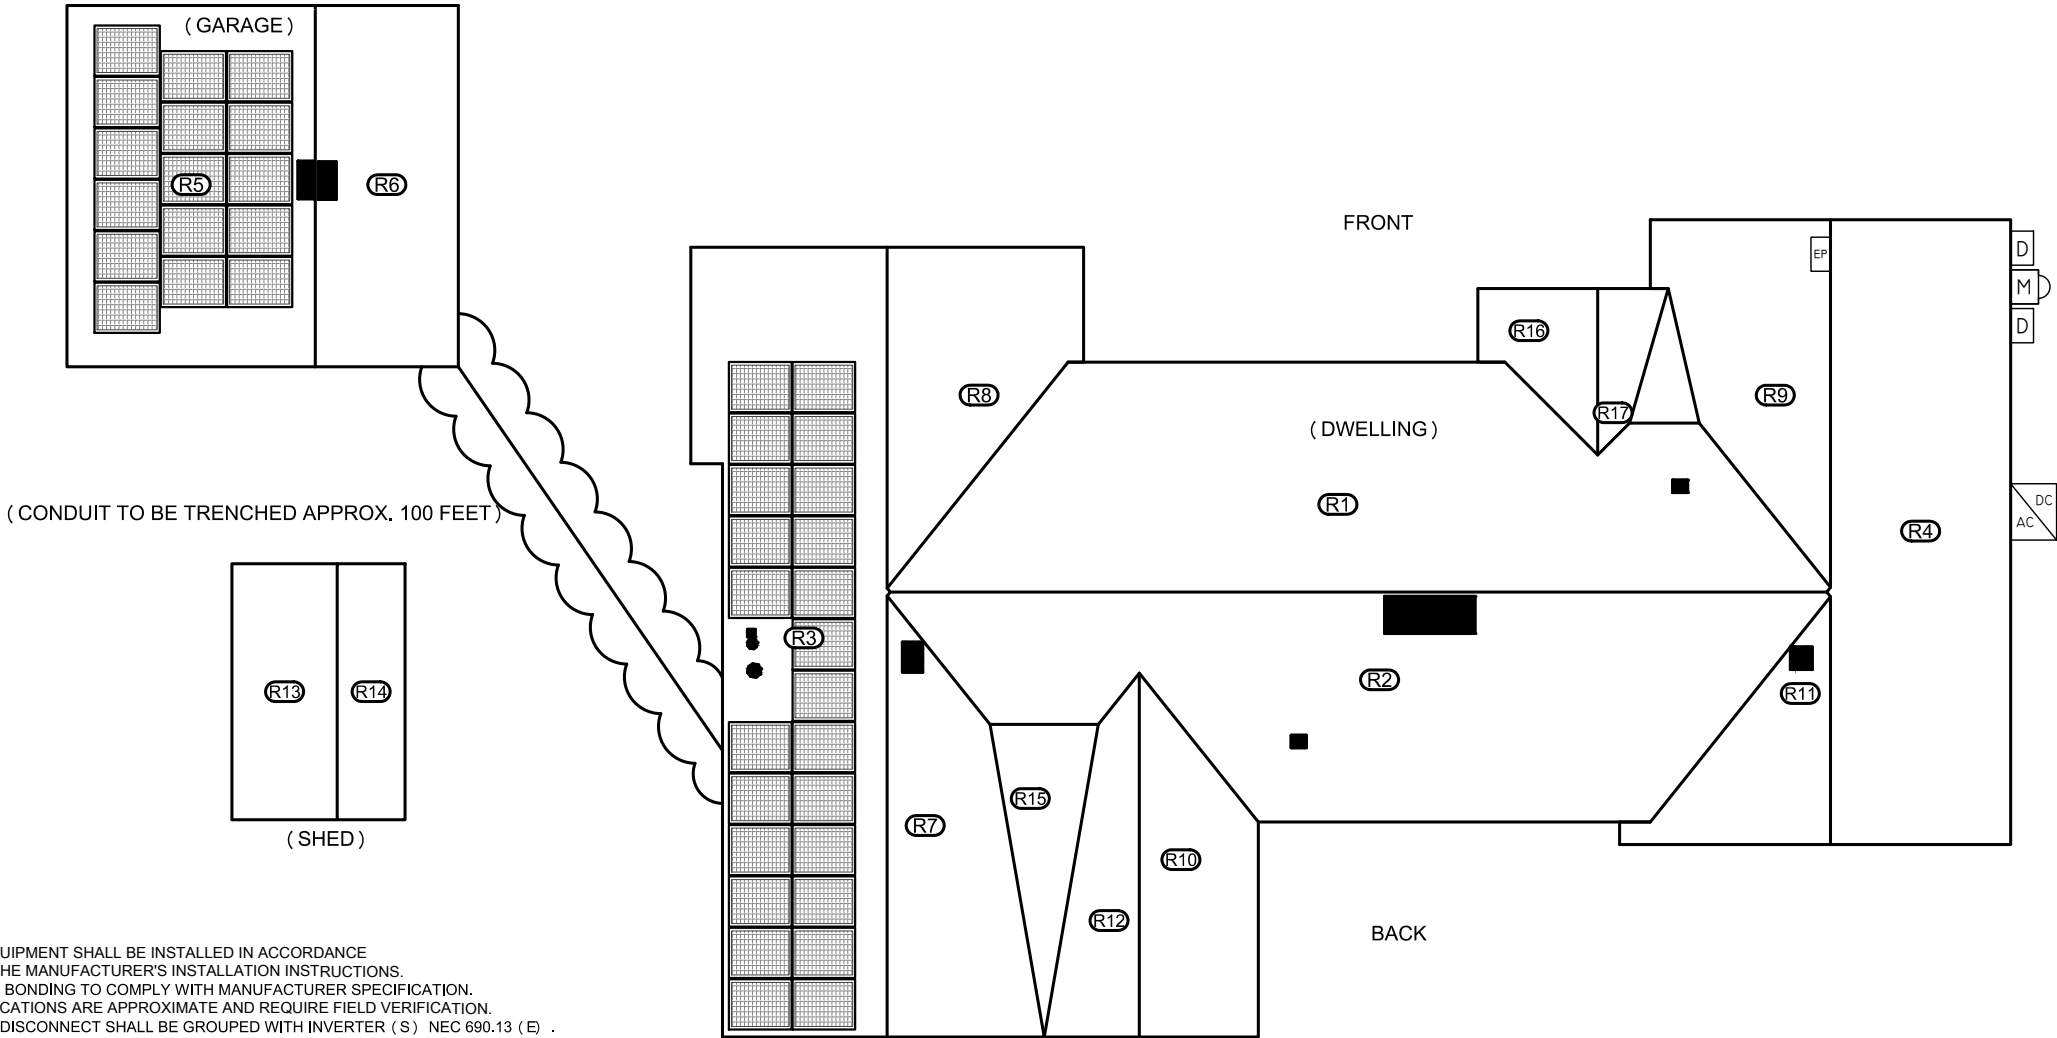 ( GARAGE )
R5
R6
FRONT
EP
D
M
D
R16
R8
R9
R17
( DWELLING )
R1
DC
AC
R4
( CONDUIT TO BE TRENCHED APPROX. 100 FEET )
R3
R2
R13
R14
R11
R15
R7
( SHED )
R10
R12
BACK
UIPMENT SHALL BE INSTALLED IN ACCORDANCE
HE MANUFACTURER'S INSTALLATION INSTRUCTIONS.
BONDING TO COMPLY WITH MANUFACTURER SPECIFICATION.
CATIONS ARE APPROXIMATE AND REQUIRE FIELD VERIFICATION.
DISCONNECT SHALL BE GROUPED WITH INVERTER ( S ) NEC 690.13 ( E ) .